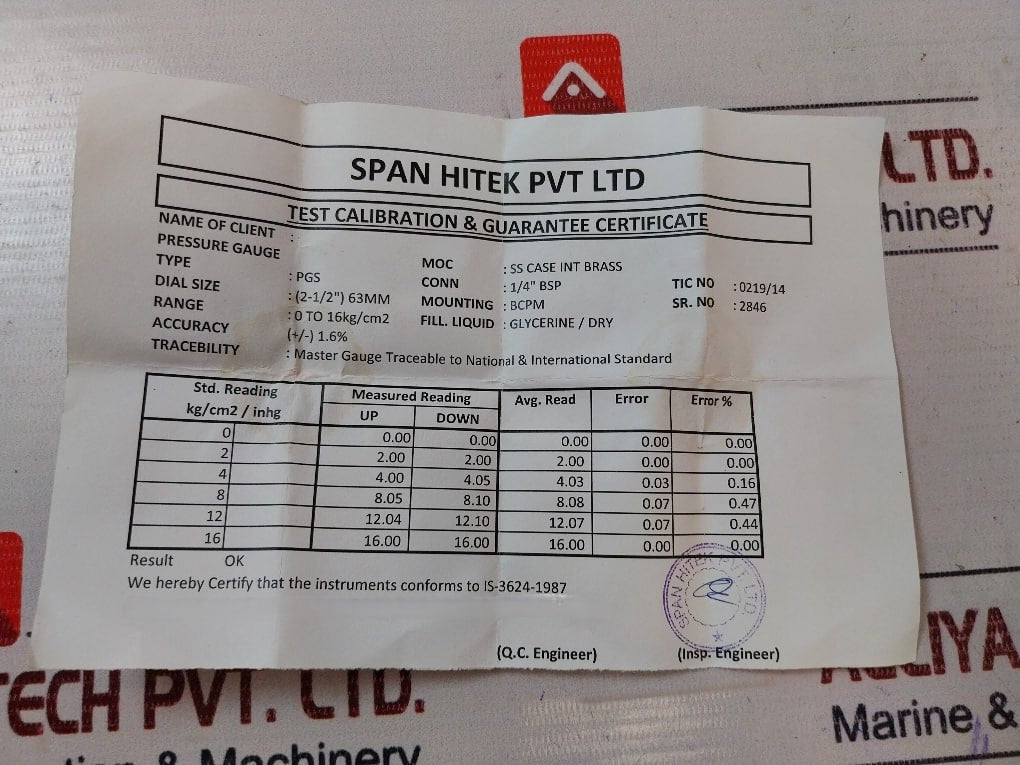 LTD.
hinery
SPAN HITEK PVT LTD
TEST CALIBRATION & GUARANTEE CERTIFICATE
NAME OF CLIENT :
PRESSURE GAUGE
TYPE : PGS
DIAL SIZE : (2-1/2") 63MM
RANGE : 0 TO 16kg/cm2
ACCURACY (+/-) 1.6%
TRACEBILITY : Master Gauge Traceable to National & International Standard
MOC : SS CASE INT BRASS
CONN : 1/4" BSP
MOUNTING : BCPM
FILL. LIQUID : GLYCERINE / DRY
TIC NO : 0219/14
SR. NO : 2846
Std. Reading kg/cm2 / inhg Measured Reading Avg. Read Error Error %
UP DOWN
0 0.00 0.00 0.00 0.00 0.00
2 2.00 2.00 2.00 0.00 0.00
4 4.00 4.05 4.03 0.03 0.16
8 8.05 8.10 8.08 0.07 0.47
12 12.04 12.10 12.07 0.07 0.44
16 16.00 16.00 16.00 0.00 0.00
Result OK
We hereby Certify that the instruments conforms to IS-3624-1987
SPAN HITEK PVT. LTD
(Q.C. Engineer) (Insp. Engineer)
TECH PVT. LTD.
& Machinery
Marine &